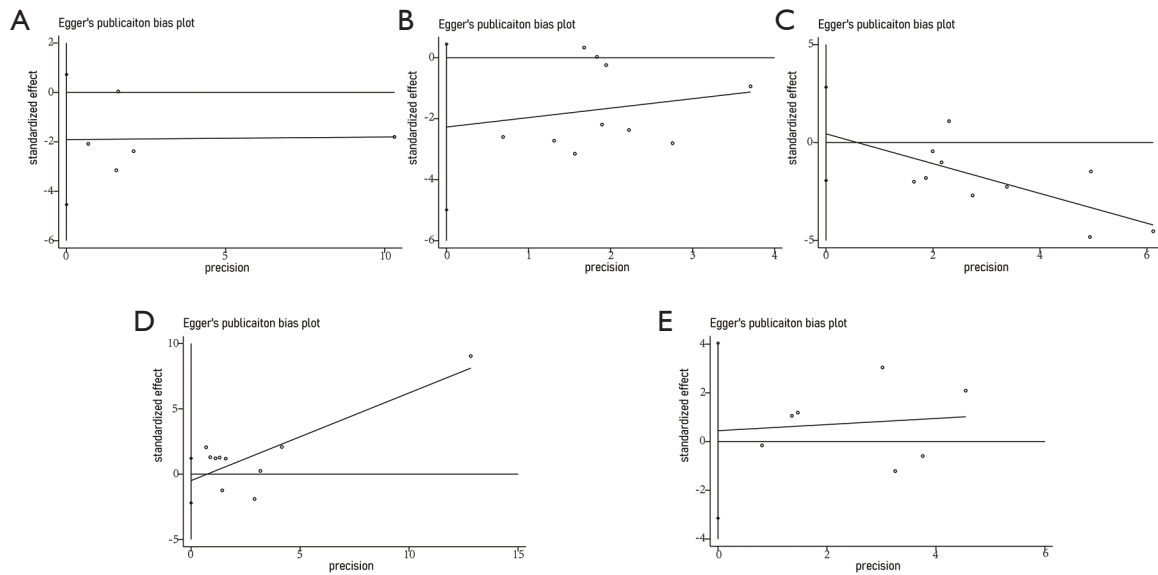 A
Egger's publicaiton bias plot
2
0
-2
-4
-6
standardized effect
0
5
10
precision
B
Egger's publicaiton bias plot
0
-2
-4
-6
standardized effect
0
1
2
3
4
precision
C
Egger's publicaiton bias plot
5
0
-5
standardized effect
0
2
4
6
precision
D
Egger's publicaiton bias plot
10
5
0
-5
standardized effect
0
5
10
15
precision
E
Egger's publicaiton bias plot
4
2
0
-2
-4
standardized effect
0
2
4
6
precision